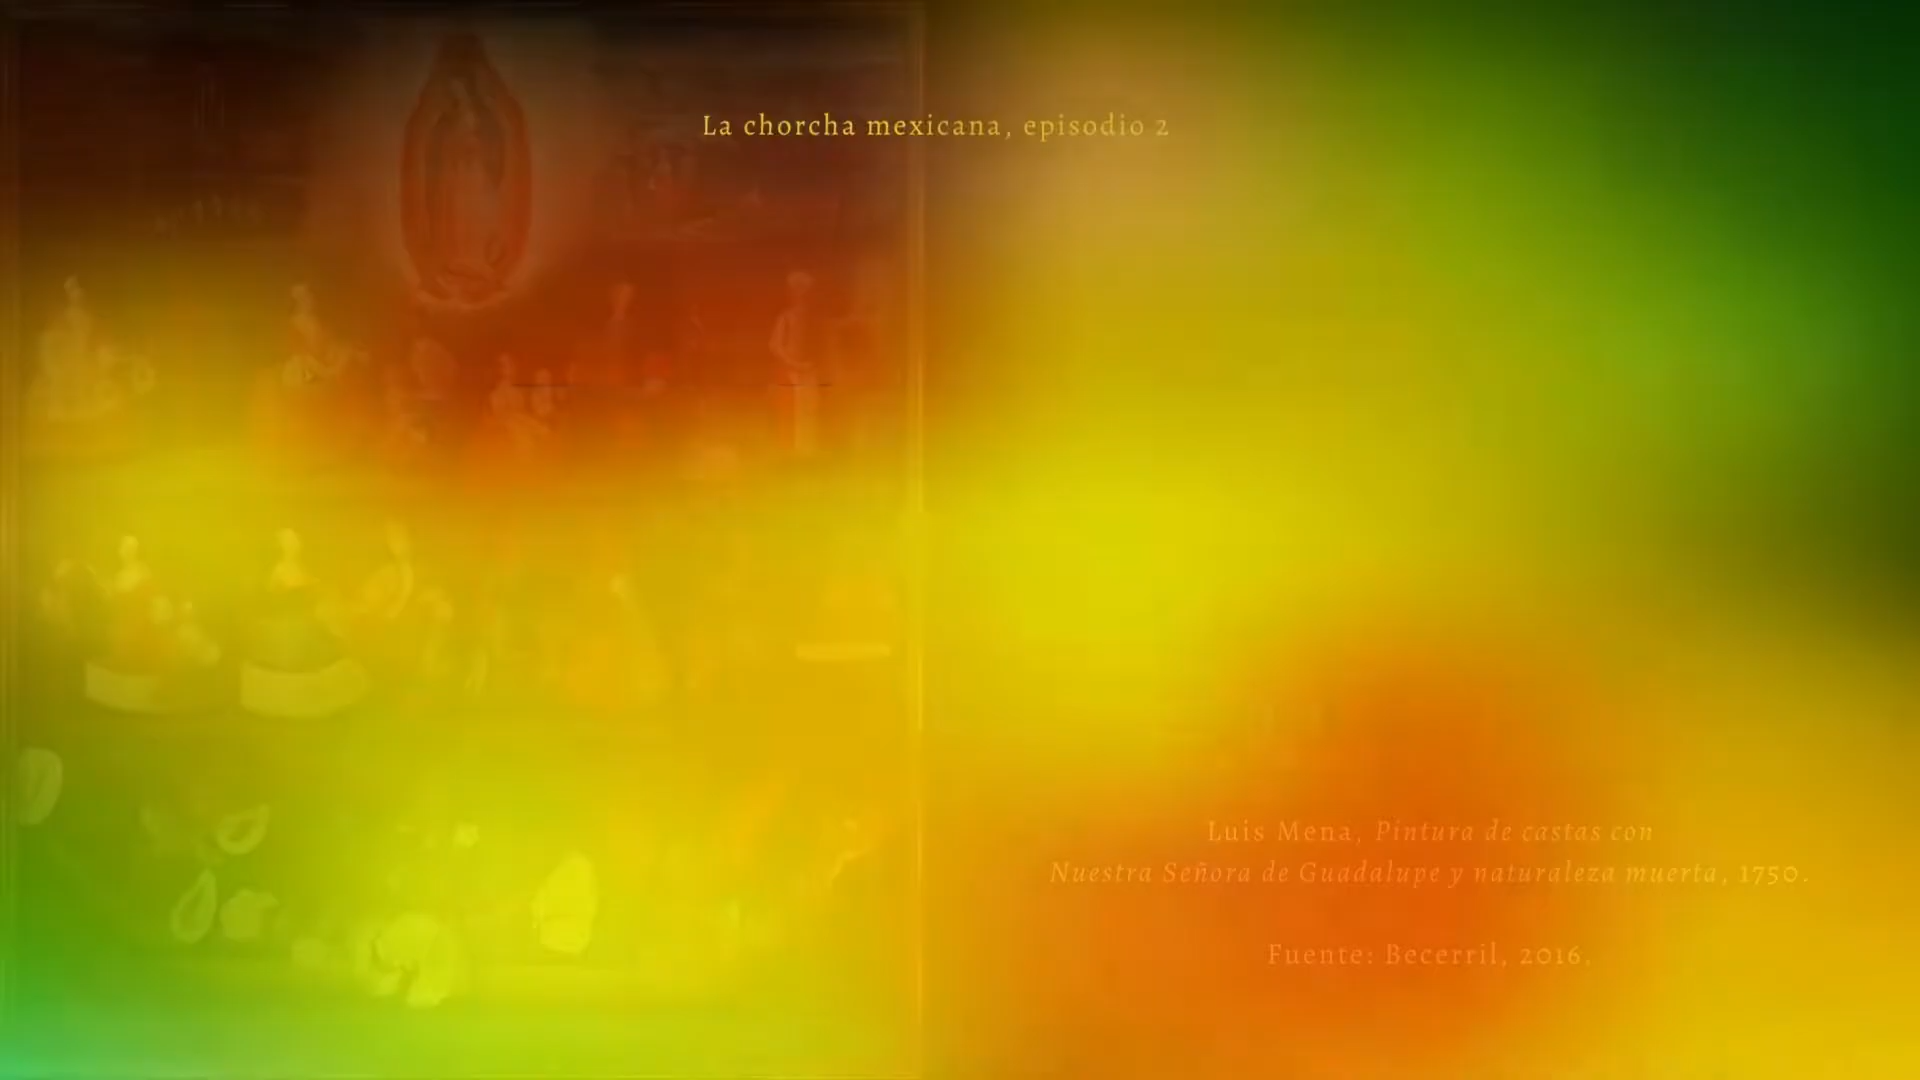 La chorcha mexicana, episodio 2
Luis Mena, Pintura de castas con
Nuestra Señora de Guadalupe y naturaleza muerta, 1750.
Fuente: Becerril, 2016.